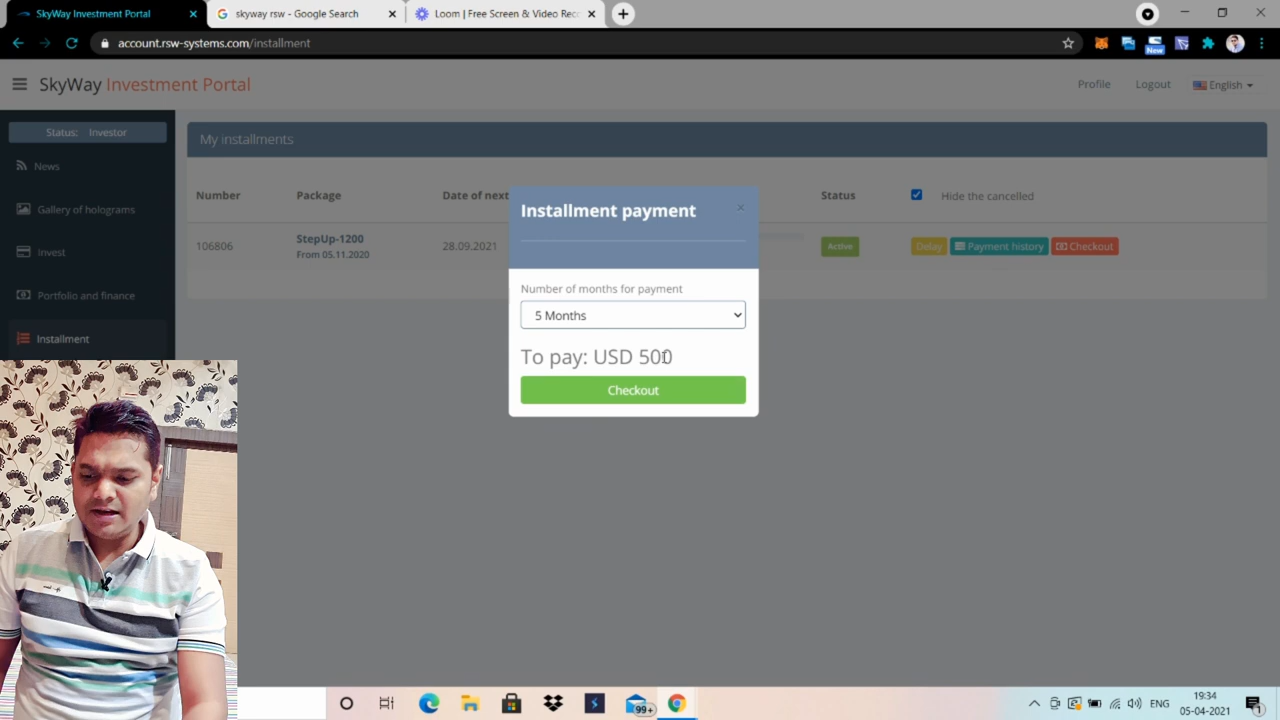 SkyWay Investment Portal
skyway rsw - Google Search
Loom | Free Screen & Video Rec
account.rsw-systems.com/installment
New
SkyWay Investment Portal
Profile
Logout
English
Status: Investor
News
Gallery of holograms
Invest
Portfolio and finance
Installment
My installments
Number
Package
Date of next
Status
Hide the cancelled
106806
StepUp-1200
From 05.11.2020
28.09.2021
Active
Delay
Payment history
Checkout
Installment payment
Number of months for payment
5 Months
To pay: USD 500
Checkout
99+
ENG
19:34
05-04-2021
1